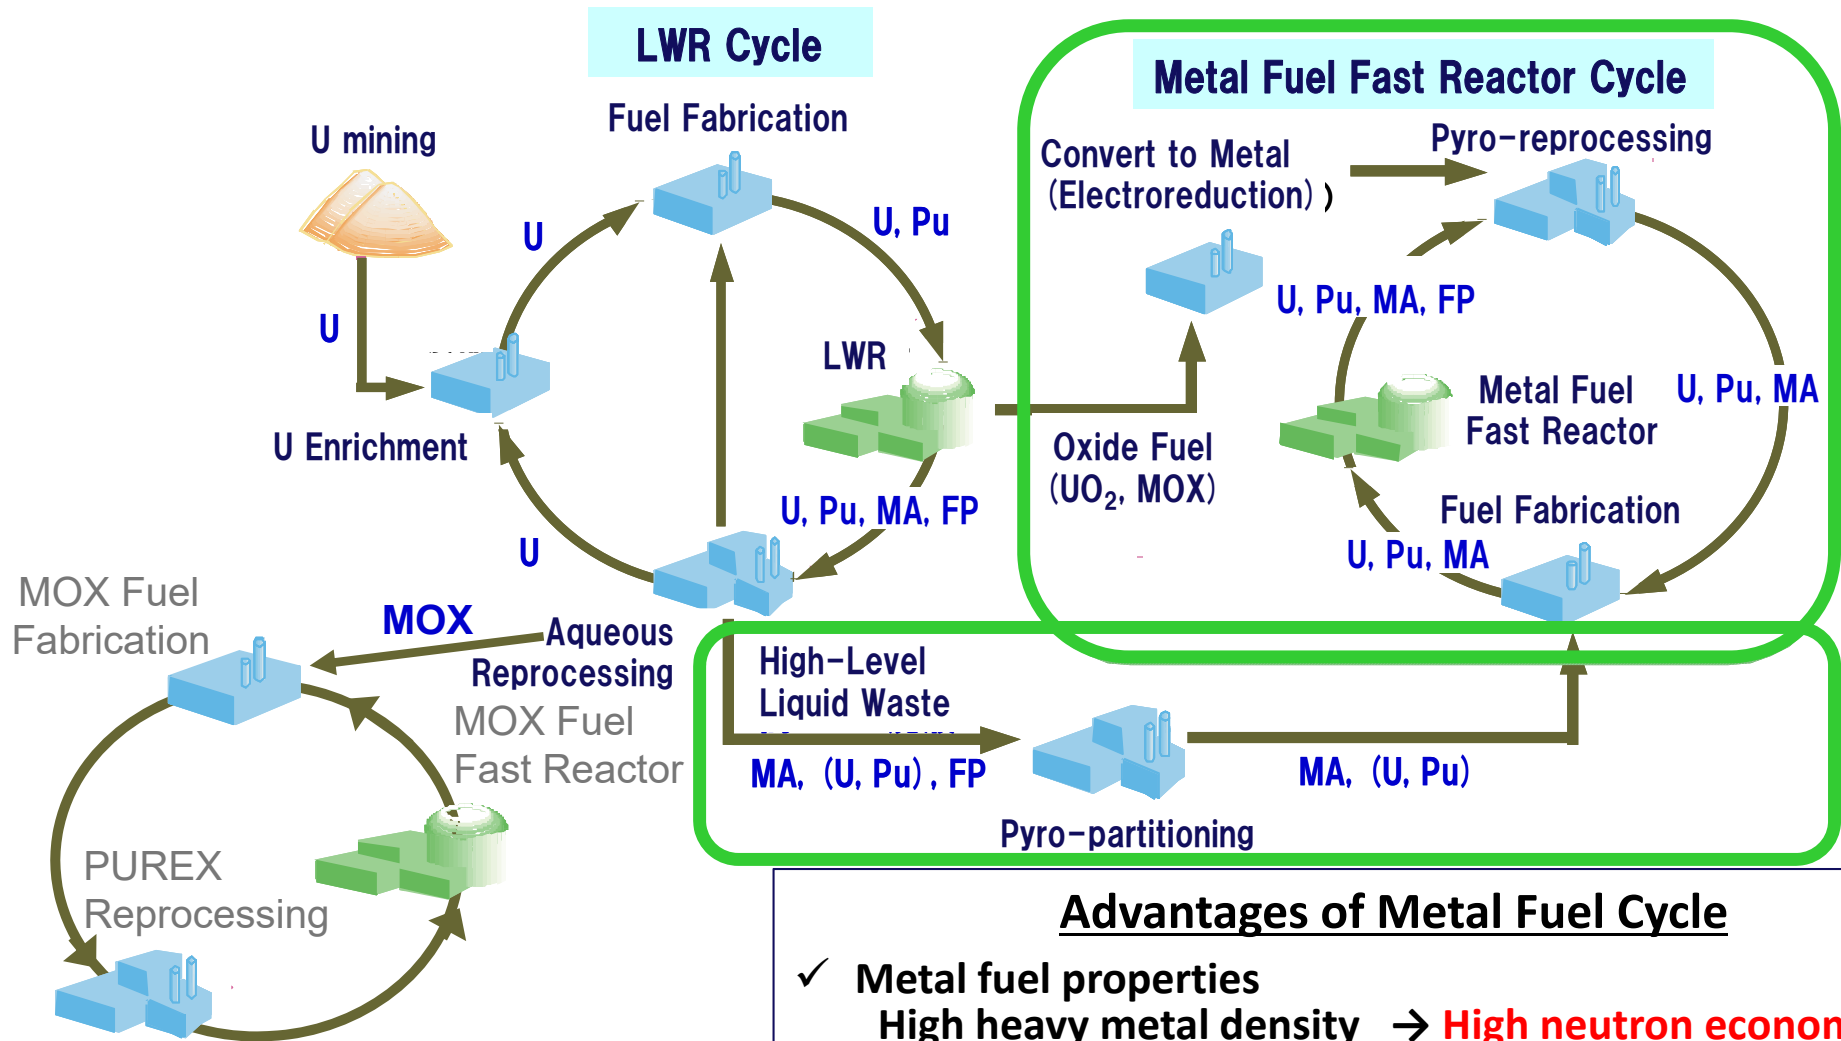 LWR Cycle
Metal Fuel Fast Reactor Cycle
Fuel Fabrication
U mining
Convert to Metal
(Electroreduction))
Pyro-reprocessing
U
U, Pu
U
U, Pu, MA, FP
LWR
Metal Fuel
Fast Reactor
U, Pu, MA
U Enrichment
Oxide Fuel
(UO₂, MOX)
U, Pu, MA, FP
Fuel Fabrication
U
U, Pu, MA
MOX Fuel
Fabrication
MOX
Aqueous
Reprocessing
High-Level
Liquid Waste
MOX Fuel
Fast Reactor
MA, (U, Pu), FP
MA, (U, Pu)
Pyro-partitioning
PUREX
Reprocessing
Advantages of Metal Fuel Cycle
✓ Metal fuel properties
High heavy metal density → High neutron